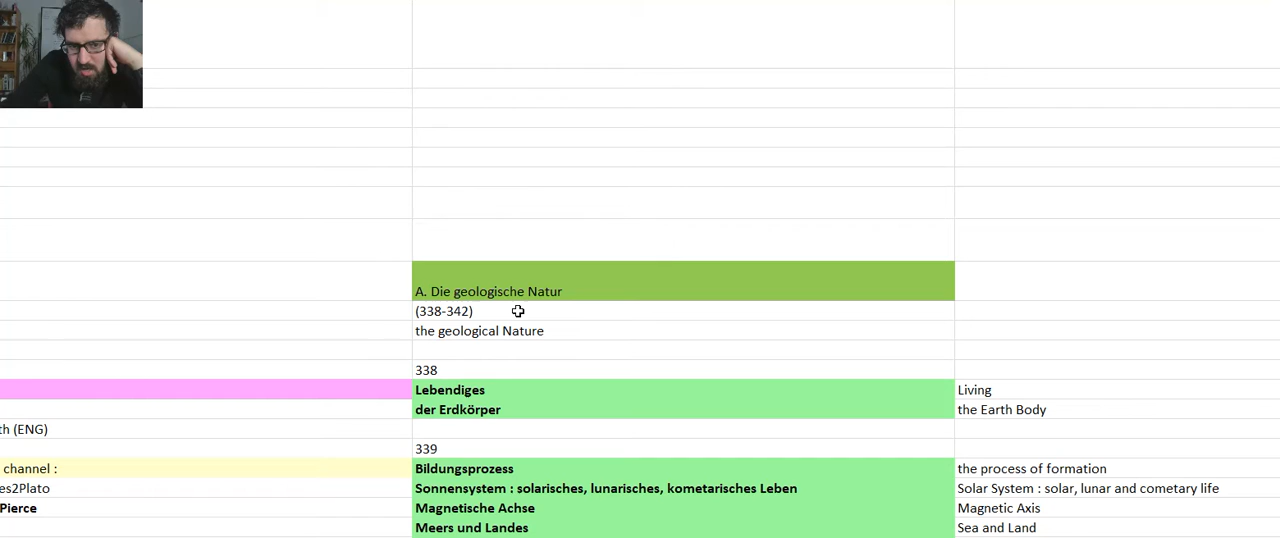 A. Die geologische Natur
(338-342)
the geological Nature
338
Lebendiges Living
der Erdkörper the Earth Body
th (ENG)
339
channel : Bildungsprozess the process of formation
es2Plato Sonnensystem : solarisches, lunarisches, kometarisches Leben Solar System : solar, lunar and cometary life
Pierce Magnetische Achse Magnetic Axis
Meers und Landes Sea and Land